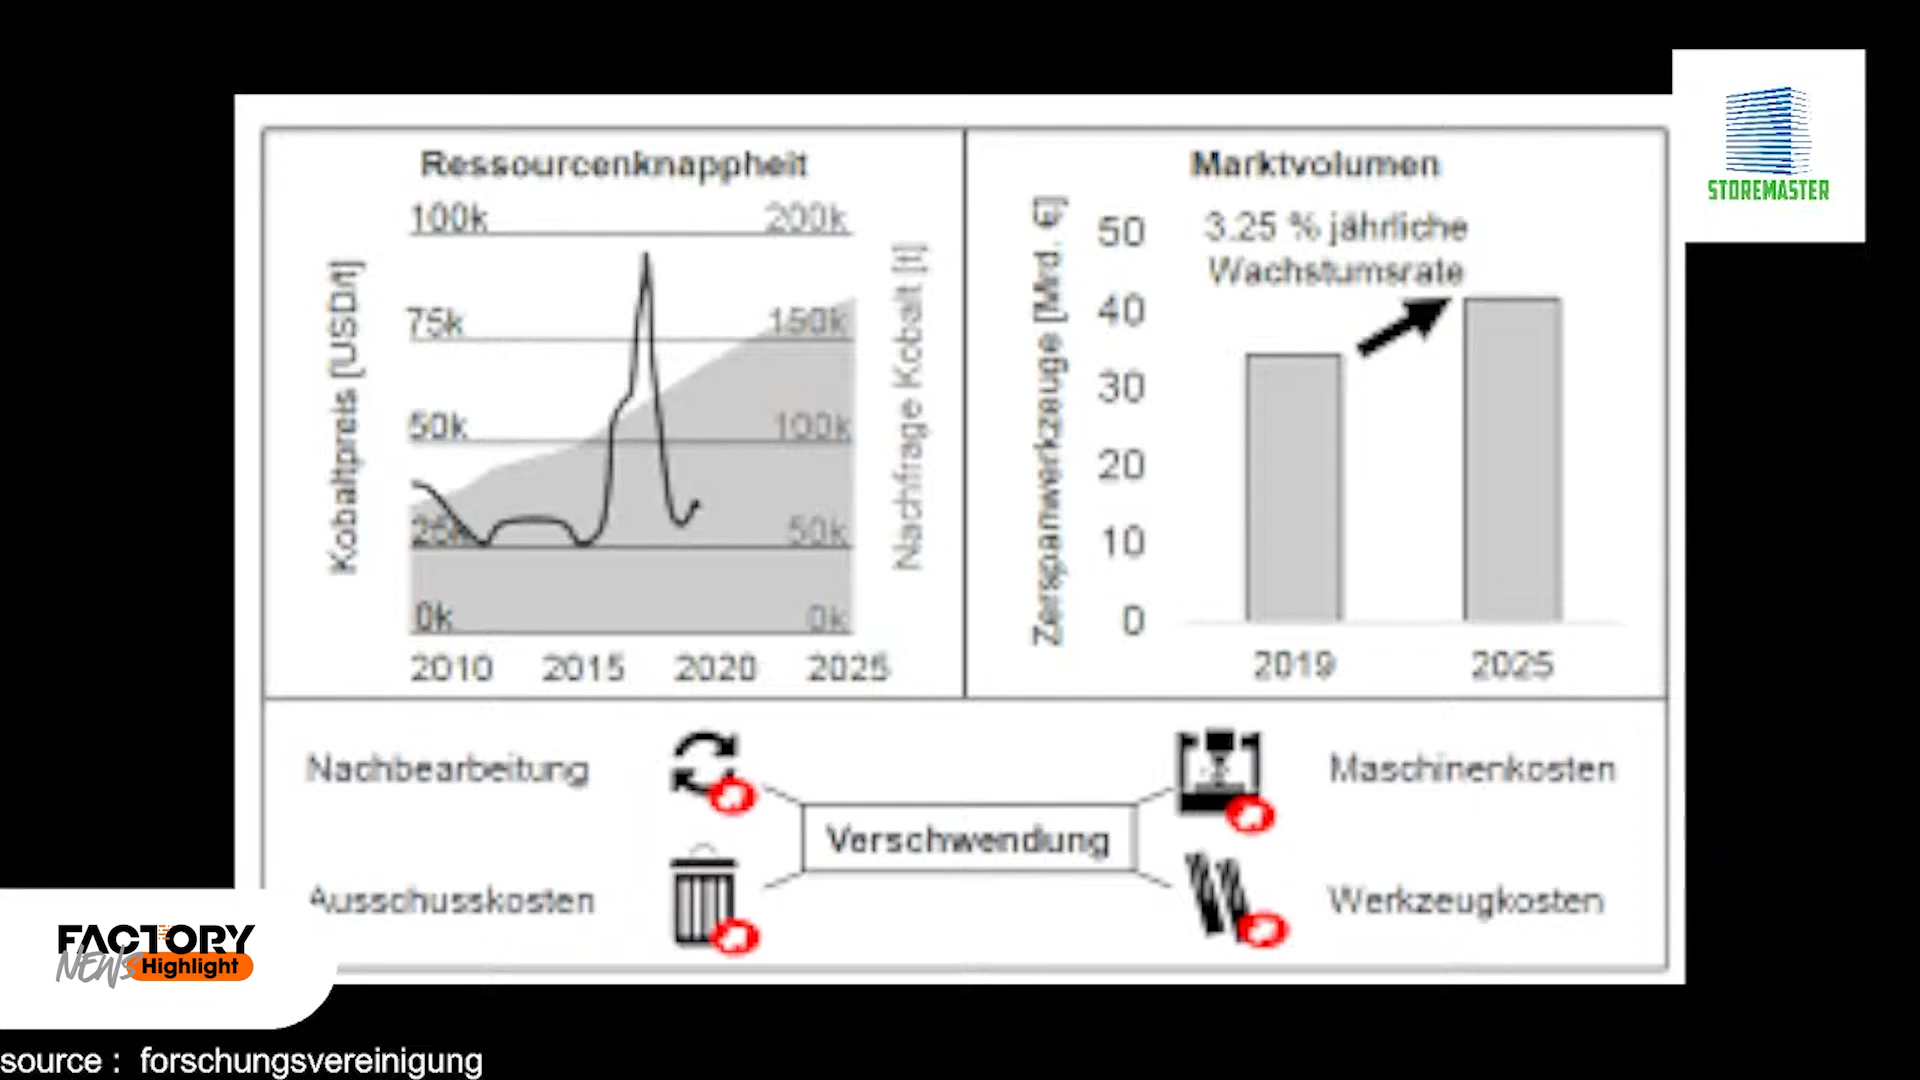 STOREMASTER
Ressourcenknappheit
100k 200k
75k 150k
50k 100k
25k 50k
0k 0k
Kobaltpreis [USD/t]
Nachfrage Kobalt [t]
2010 2015 2020 2025
Marktvolumen
3.25 % jährliche
Wachstumsrate
Zerspanwerkzeuge [Mrd. €]
50
40
30
20
10
0
2019 2025
Nachbearbeitung
Maschinenkosten
Verschwendung
Ausschusskosten
Werkzeugkosten
FACTORY
NEWS Highlight
source : forschungsvereinigung